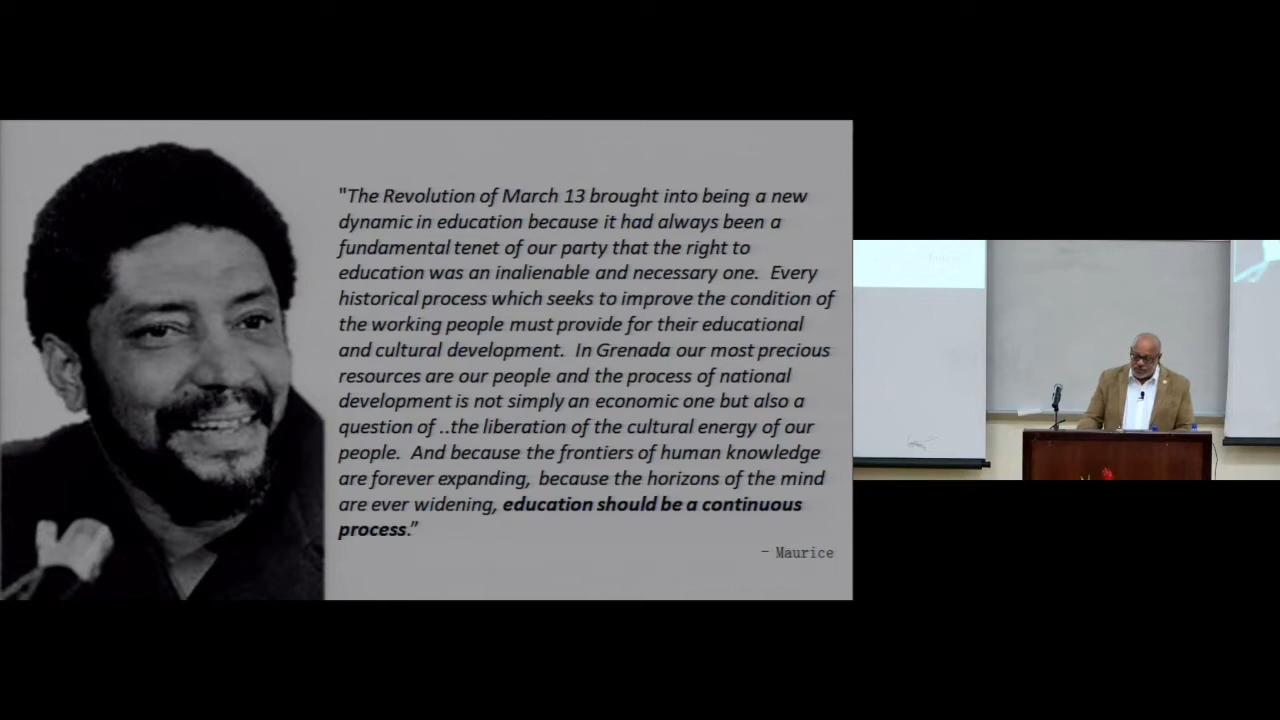 "The Revolution of March 13 brought into being a new
dynamic in education because it had always been a
fundamental tenet of our party that the right to
education was an inalienable and necessary one.  Every
historical process which seeks to improve the condition of
the working people must provide for their educational
and cultural development.  In Grenada our most precious
resources are our people and the process of national
development is not simply an economic one but also a
question of ..the liberation of the cultural energy of our
people.  And because the frontiers of human knowledge
are forever expanding, because the horizons of the mind
are ever widening, education should be a continuous
process."
– Maurice